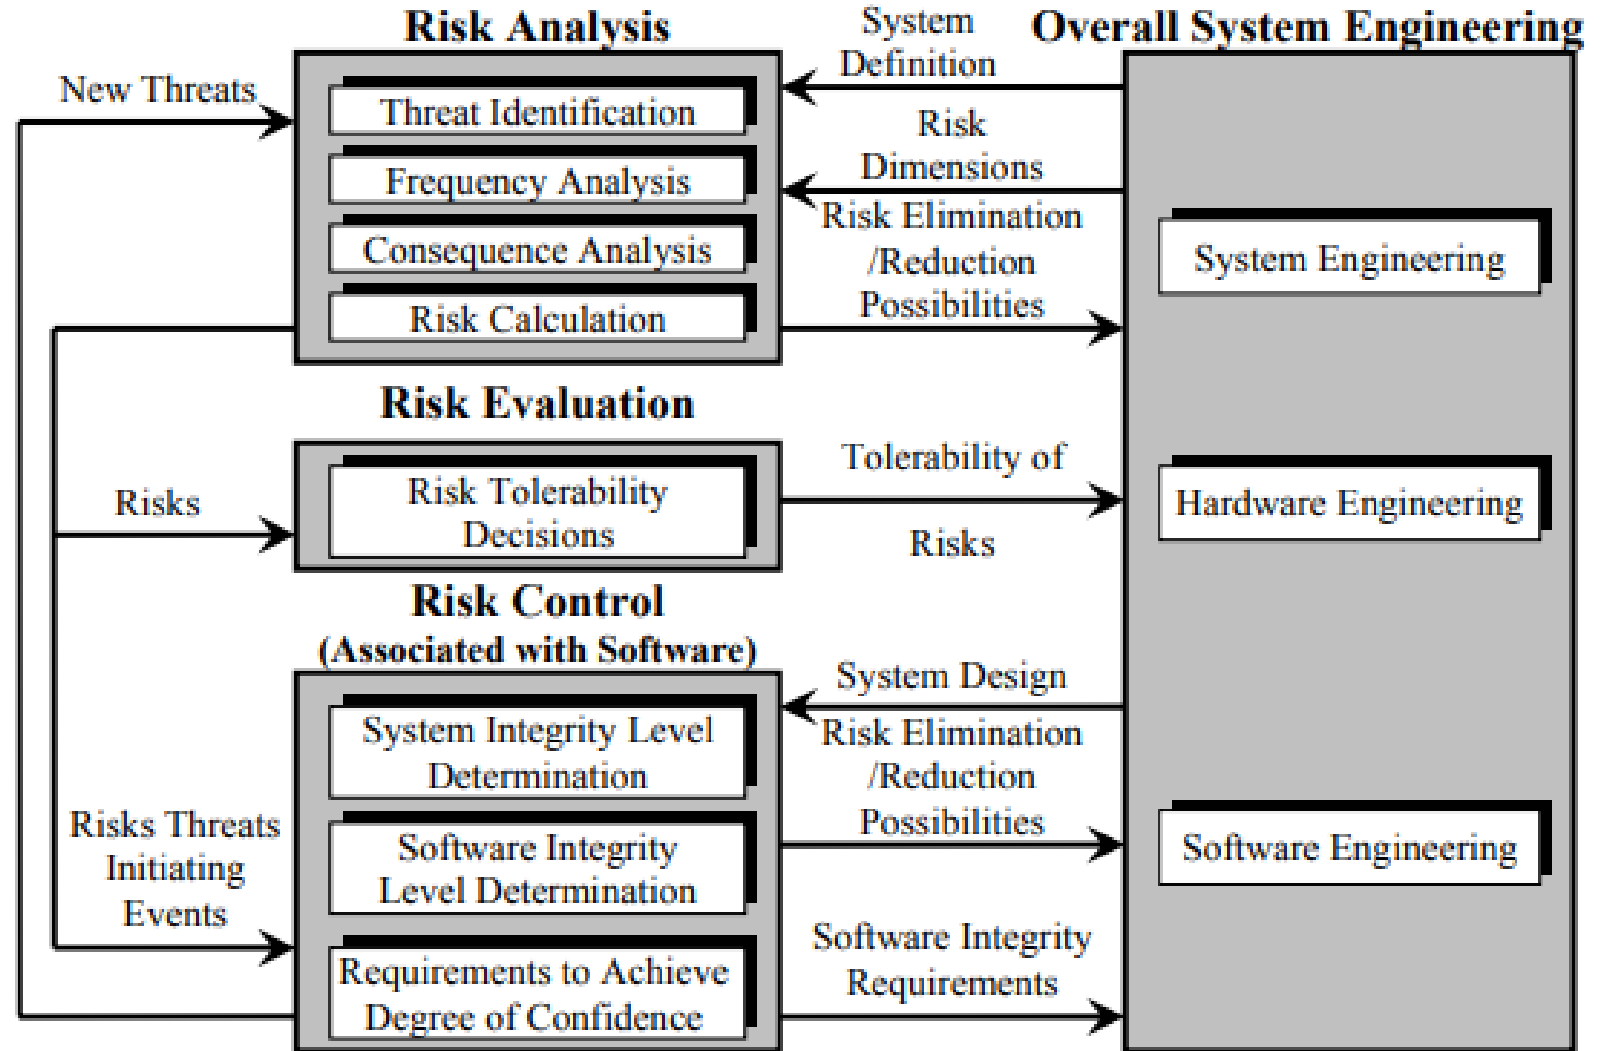 Risk Analysis
System
Definition
Overall System Engineering
New Threats
Threat Identification
Frequency Analysis
Consequence Analysis
Risk Calculation
Risk
Dimensions
Risk Elimination
/Reduction
Possibilities
System Engineering
Risk Evaluation
Risks
Risk Tolerability
Decisions
Tolerability of
Risks
Hardware Engineering
Risk Control
(Associated with Software)
System Design
System Integrity Level
Determination
Risk Elimination
/Reduction
Possibilities
Risks Threats
Initiating
Events
Software Integrity
Level Determination
Software Engineering
Requirements to Achieve
Degree of Confidence
Software Integrity
Requirements